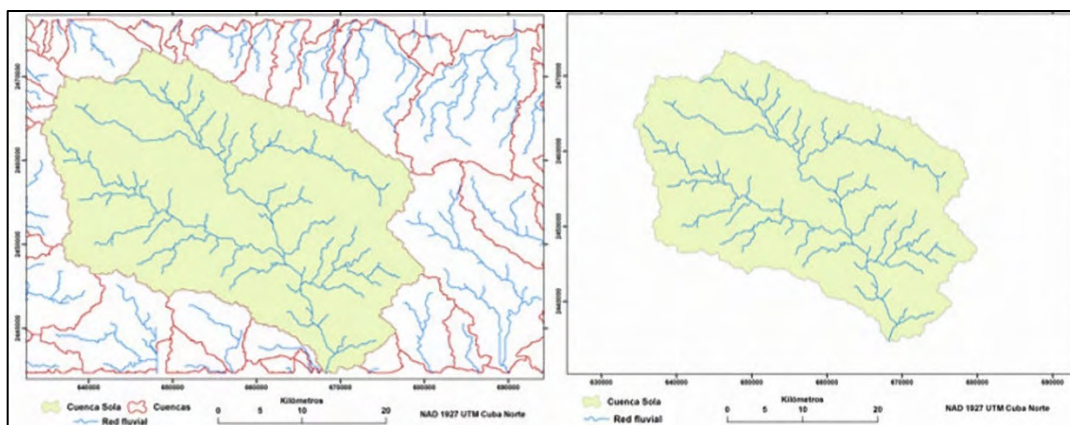 2470000
2460000
2450000
2440000
640000 650000 660000 670000 680000 690000
Cuenca Sola
Cuencas
Red fluvial
Kilómetros
0 5 10 20
NAD 1927 UTM Cuba Norte
2470000
2460000
2450000
2440000
630000 640000 650000 660000 670000 680000 690000
Cuenca Sola
Red fluvial
Kilómetros
0 5 10 20
NAD 1927 UTM Cuba Norte